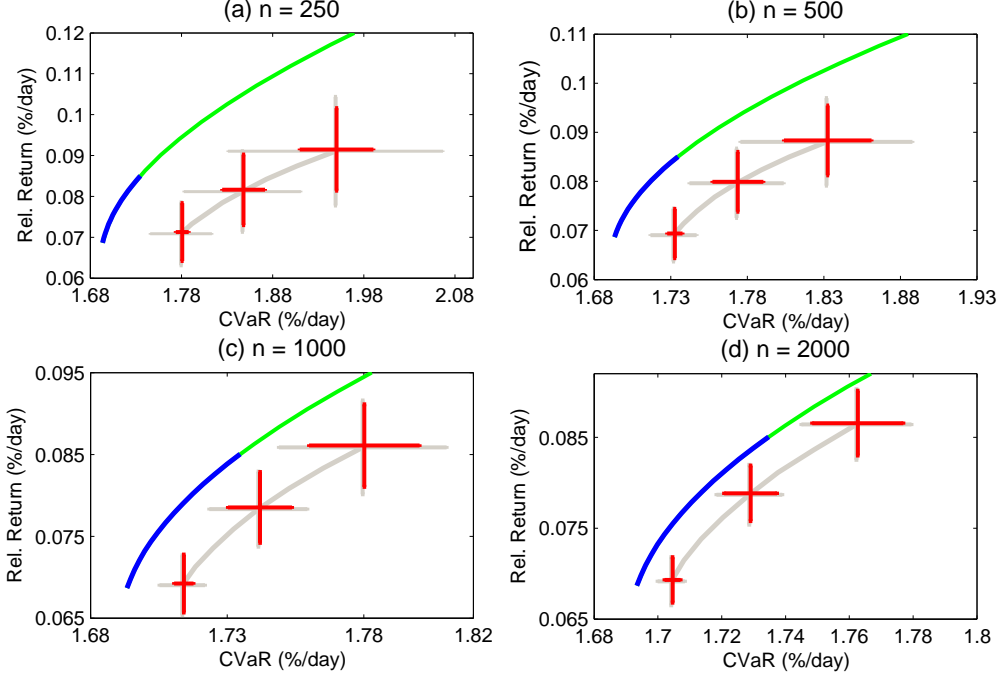 (a) n = 250
Rel. Return (%/day)
0.12
0.11
0.1
0.09
0.08
0.07
0.06
1.68 1.78 1.88 1.98 2.08
CVaR (%/day)
(b) n = 500
Rel. Return (%/day)
0.11
0.1
0.09
0.08
0.07
0.06
1.68 1.73 1.78 1.83 1.88 1.93
CVaR (%/day)
(c) n = 1000
Rel. Return (%/day)
0.095
0.085
0.075
0.065
1.68 1.73 1.78 1.82
CVaR (%/day)
(d) n = 2000
Rel. Return (%/day)
0.085
0.075
0.065
1.68 1.7 1.72 1.74 1.76 1.78 1.8
CVaR (%/day)